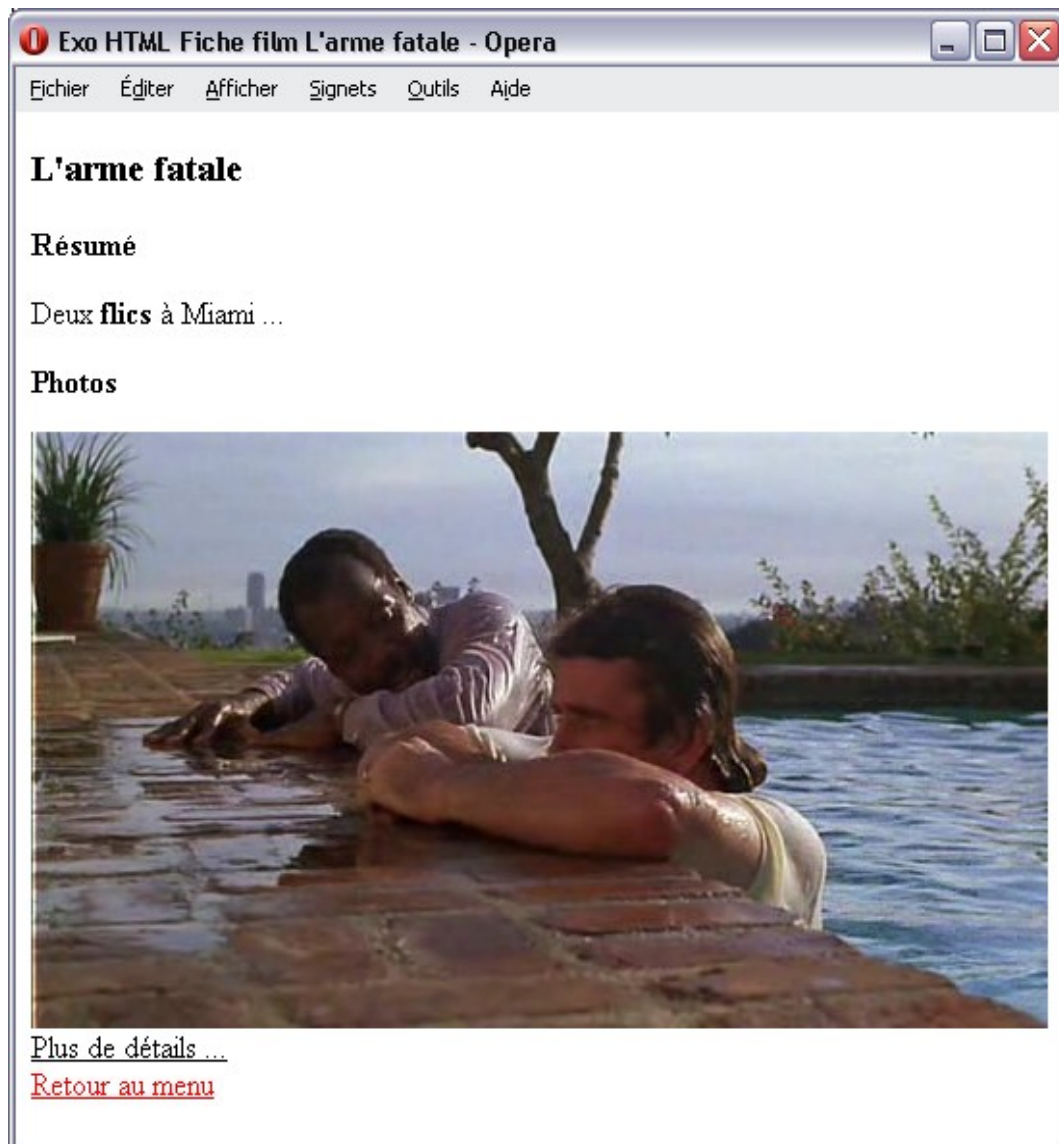 Exo HTML Fiche film L'arme fatale - Opera
Fichier Éditer Afficher Signets Outils Aide
L'arme fatale
Résumé
Deux flics à Miami ...
Photos
Plus de détails ...
Retour au menu